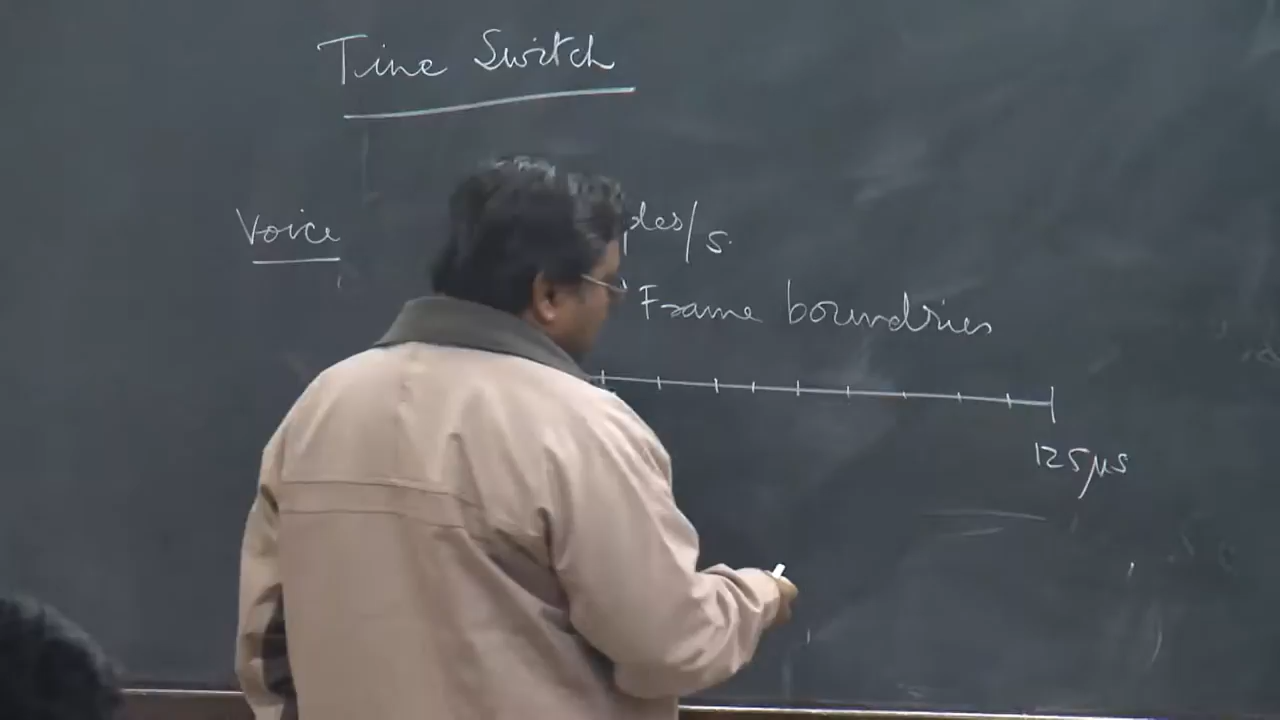 Time Switch
Voice
ples/s.
Frame boundries
125μs